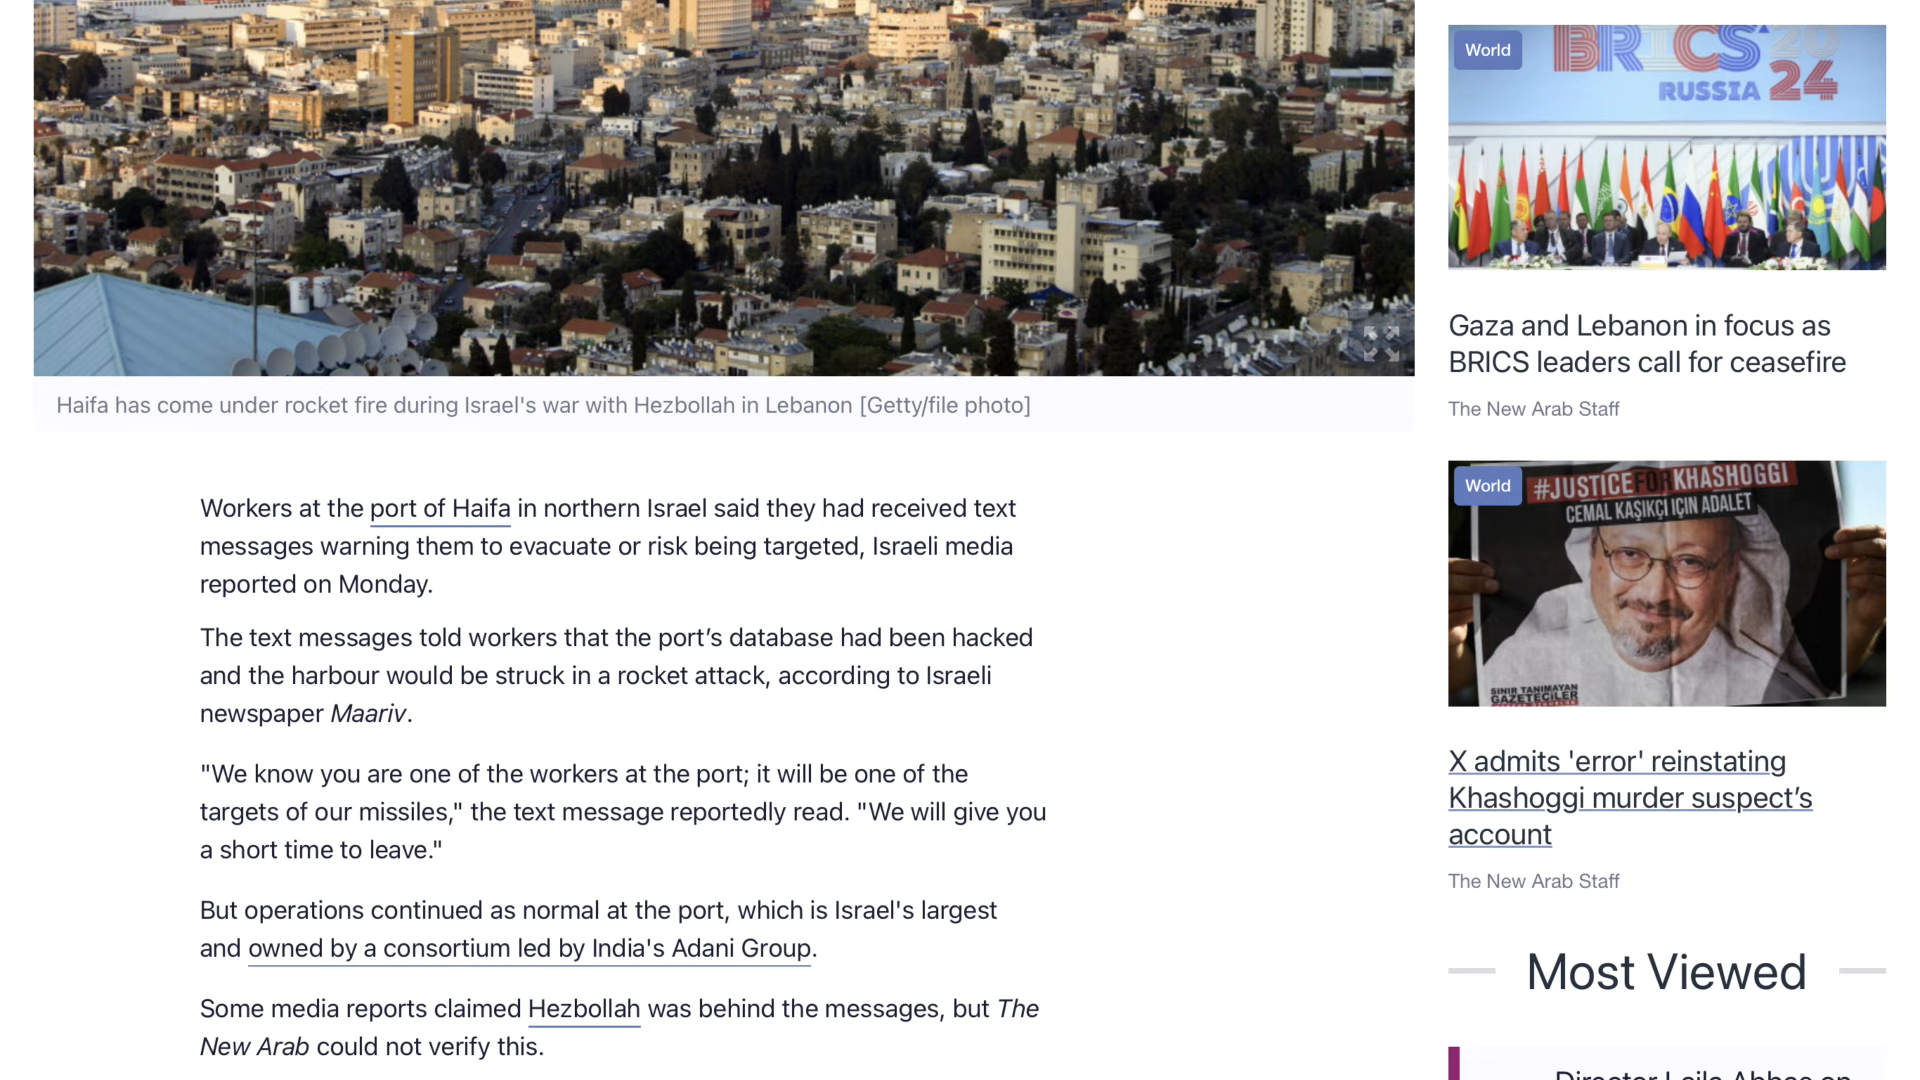 Haifa has come under rocket fire during Israel's war with Hezbollah in Lebanon [Getty/file photo]
Workers at the port of Haifa in northern Israel said they had received text
messages warning them to evacuate or risk being targeted, Israeli media
reported on Monday.
The text messages told workers that the port’s database had been hacked
and the harbour would be struck in a rocket attack, according to Israeli
newspaper Maariv.
"We know you are one of the workers at the port; it will be one of the
targets of our missiles," the text message reportedly read. "We will give you
a short time to leave."
But operations continued as normal at the port, which is Israel's largest
and owned by a consortium led by India's Adani Group.
Some media reports claimed Hezbollah was behind the messages, but The
New Arab could not verify this.
World
BRICS 20
RUSSIA 24
Gaza and Lebanon in focus as
BRICS leaders call for ceasefire
The New Arab Staff
World
#JUSTICEFORKHASHOGGI
CEMAL KAŞIKÇI İÇİN ADALET
SINIR TANIMAYAN
GAZETECİLER
X admits 'error' reinstating
Khashoggi murder suspect’s
account
The New Arab Staff
Most Viewed
Director Laila Abbas on